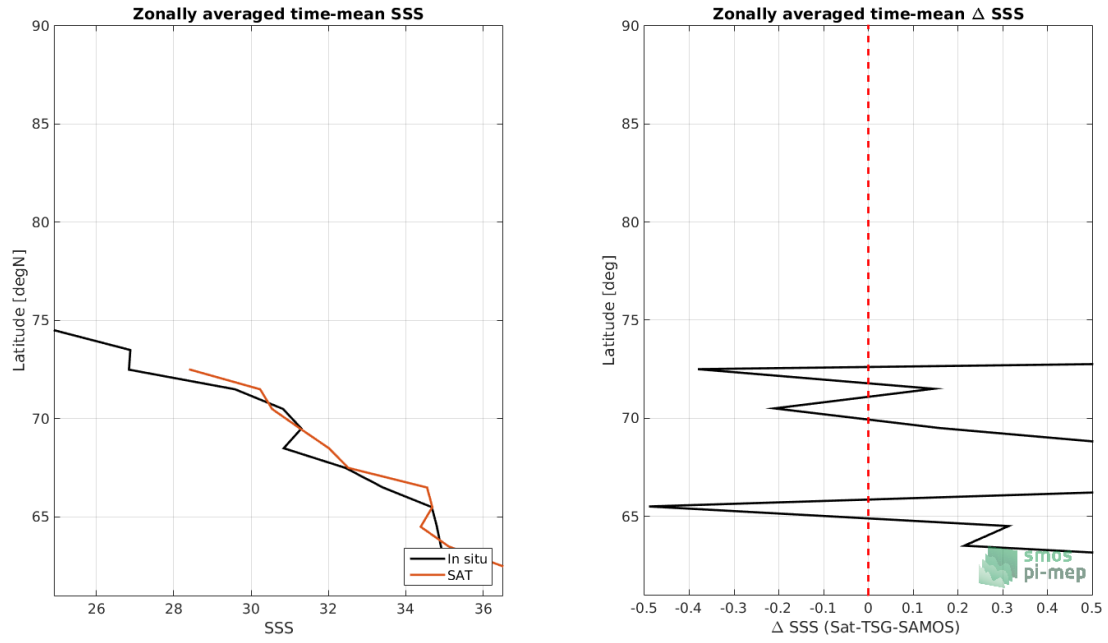 Zonally averaged time-mean SSS
90
85
80
75
70
65
Latitude [degN]
26 28 30 32 34 36
SSS
In situ
SAT
Zonally averaged time-mean Δ SSS
90
85
80
75
70
65
Latitude [deg]
-0.5 -0.4 -0.3 -0.2 -0.1 0 0.1 0.2 0.3 0.4 0.5
Δ SSS (Sat-TSG-SAMOS)
smos
pi-mep